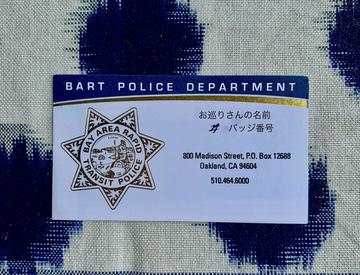 BART POLICE DEPARTMENT
お巡りさんの名前
# バッジ番号
BAY AREA RAPID
TRANSIT POLICE
800 Madison Street, P.O. Box 12688
Oakland, CA 94604
510.464.6000